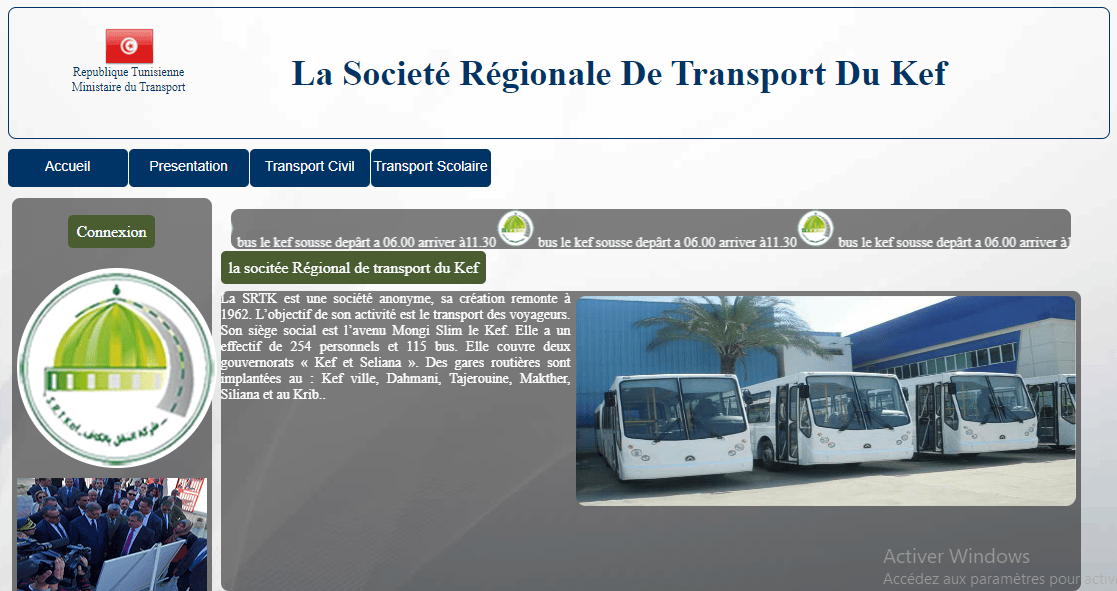 Republique Tunisienne
Ministaire du Transport
La Societé Régionale De Transport Du Kef
Accueil
Presentation
Transport Civil
Transport Scolaire
Connexion
bus le kef sousse depârt a 06.00 arriver à11.30
bus le kef sousse depârt a 06.00 arriver à11.30
bus le kef sousse depârt a 06.00 arriver
la socitée Régional de transport du Kef
La SRTK est une société anonyme, sa création remonte à
1962. L’objectif de son activité est le transport des voyageurs.
Son siège social est l’avenu Mongi Slim le Kef. Elle a un
effectif de 254 personnels et 115 bus. Elle couvre deux
gouvernorats « Kef et Seliana ». Des gares routières sont
implantées au : Kef ville, Dahmani, Tajerouine, Makther,
Siliana et au Krib..
S.R.T.Kef
شركة النقل بالكاف
Activer Windows
Accédez aux paramètres pour active